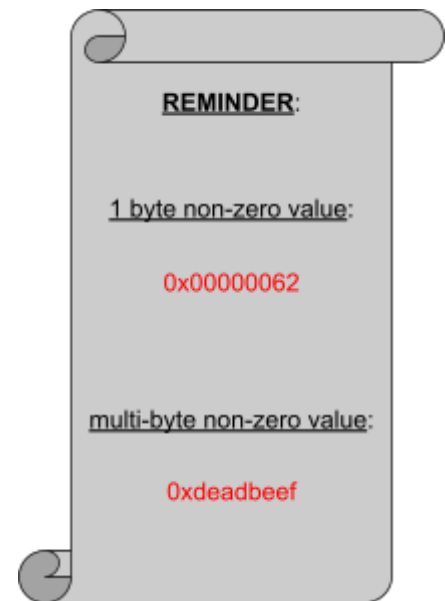 REMINDER:
1 byte non-zero value:
0x00000062
multi-byte non-zero value:
0xdeadbeef